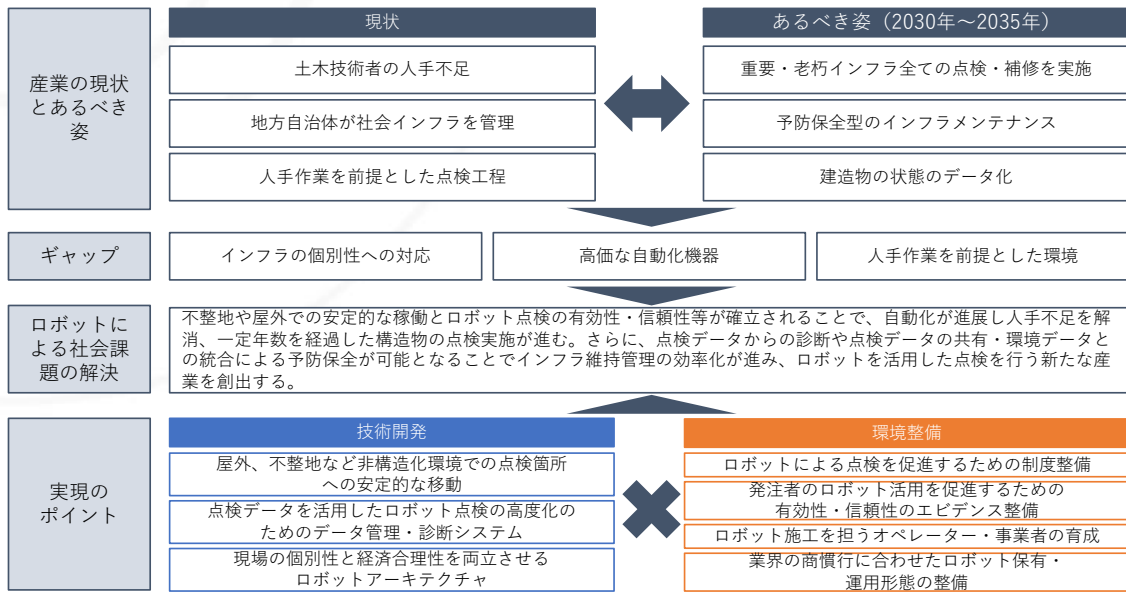 産業の現状
とあるべき
姿
現状
土木技術者の人手不足
地方自治体が社会インフラを管理
人手作業を前提とした点検工程
あるべき姿（2030年～2035年）
重要・老朽インフラ全ての点検・補修を実施
予防保全型のインフラメンテナンス
建造物の状態のデータ化
ギャップ
インフラの個別性への対応
高価な自動化機器
人手作業を前提とした環境
ロボットに
よる社会課
題の解決
不整地や屋外での安定的な稼働とロボット点検の有効性・信頼性等が確立されることで、自動化が進展し人手不足を解
消、一定年数を経過した構造物の点検実施が進む。さらに、点検データからの診断や点検データの共有・環境データと
の統合による予防保全が可能となることでインフラ維持管理の効率化が進み、ロボットを活用した点検を行う新たな産
業を創出する。
実現の
ポイント
技術開発
屋外、不整地など非構造化環境での点検箇所
への安定的な移動
点検データを活用したロボット点検の高度化の
ためのデータ管理・診断システム
現場の個別性と経済合理性を両立させる
ロボットアーキテクチャ
環境整備
ロボットによる点検を促進するための制度整備
発注者のロボット活用を促進するための
有効性・信頼性のエビデンス整備
ロボット施工を担うオペレーター・事業者の育成
業界の商慣行に合わせたロボット保有・
運用形態の整備